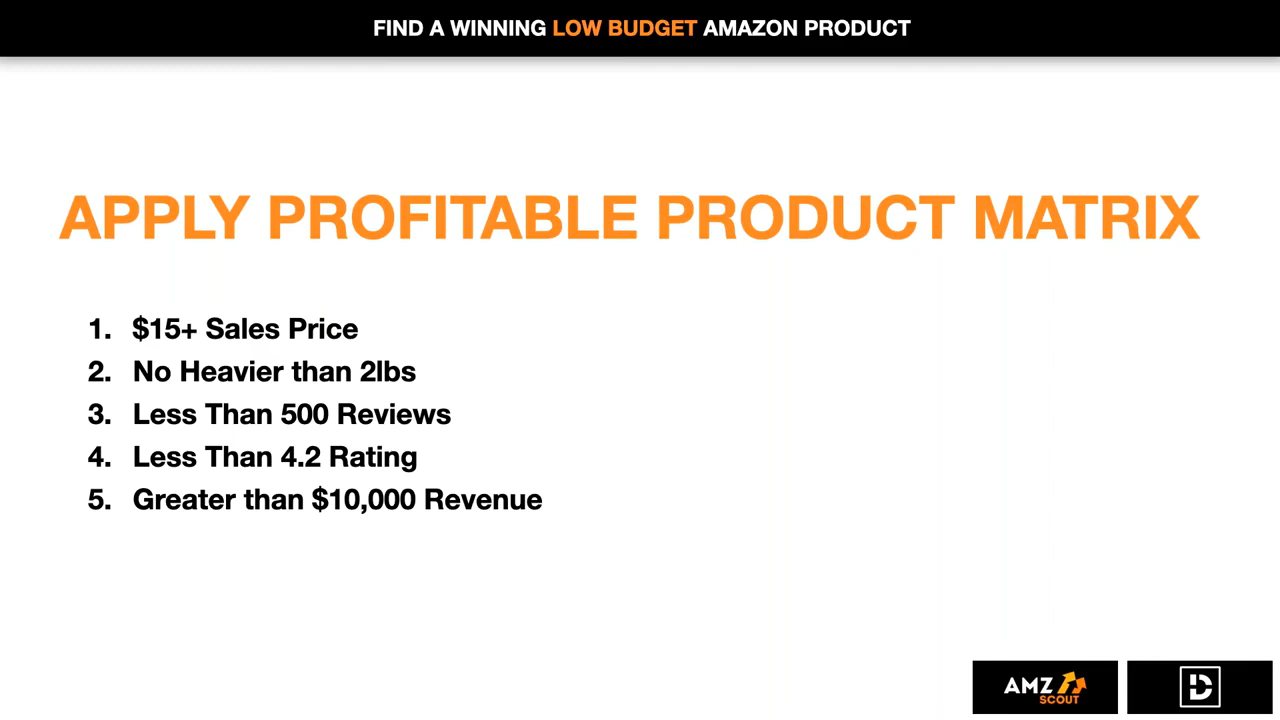 FIND A WINNING LOW BUDGET AMAZON PRODUCT
APPLY PROFITABLE PRODUCT MATRIX
1. $15+ Sales Price
2. No Heavier than 2lbs
3. Less Than 500 Reviews
4. Less Than 4.2 Rating
5. Greater than $10,000 Revenue
AMZ
SCOUT